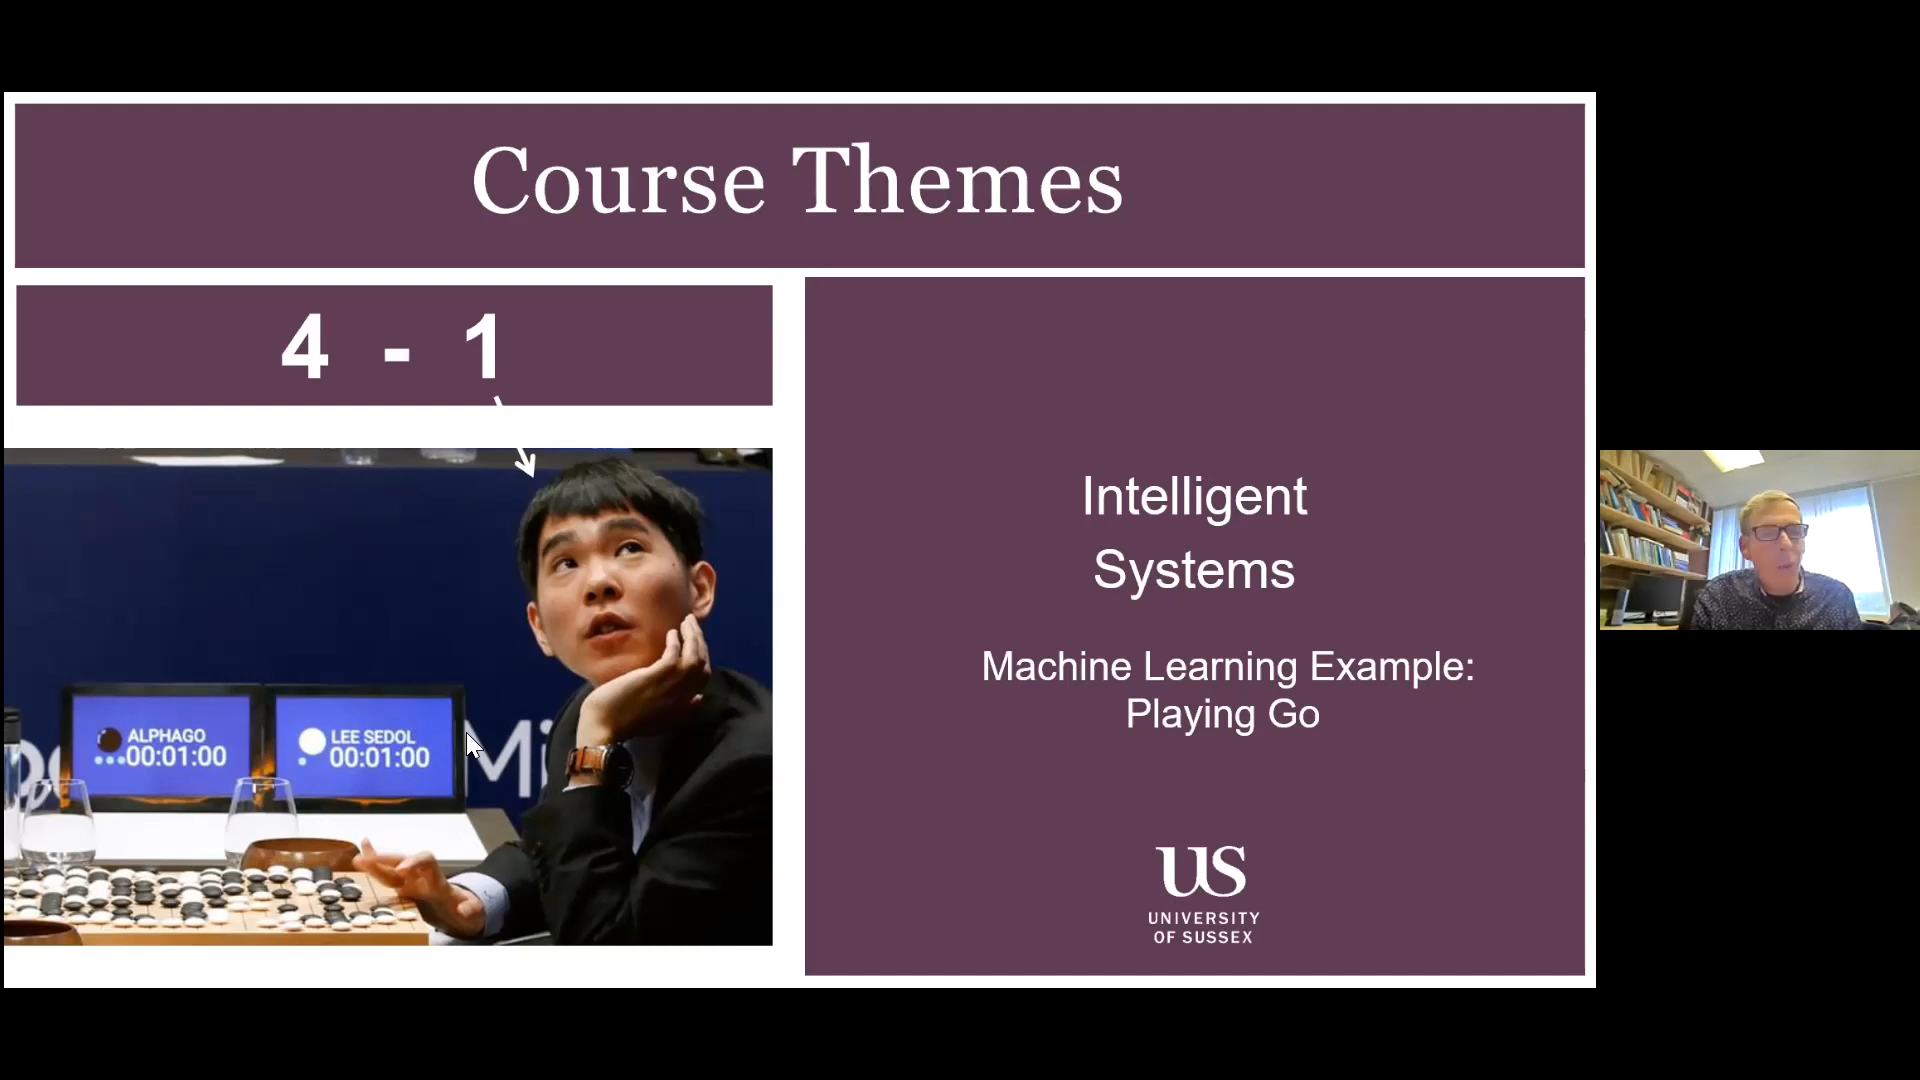 Course Themes
4 - 1
ALPHAGO
00:01:00
LEE SEDOL
00:01:00
Mi
Intelligent
Systems
Machine Learning Example:
Playing Go
US
UNIVERSITY
OF SUSSEX